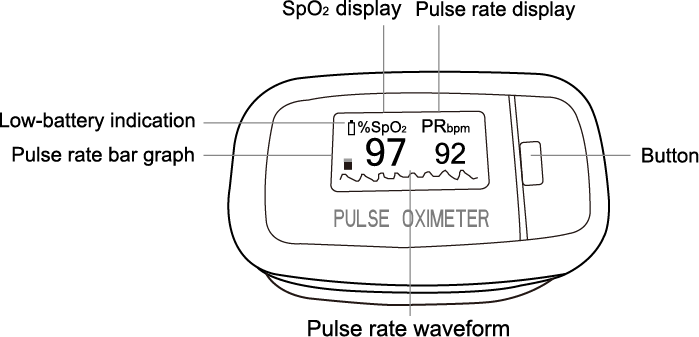 SpO₂ display
Pulse rate display
Low-battery indication
%SpO₂ PRbpm
Pulse rate bar graph
97 92
Button
PULSE OXIMETER
Pulse rate waveform